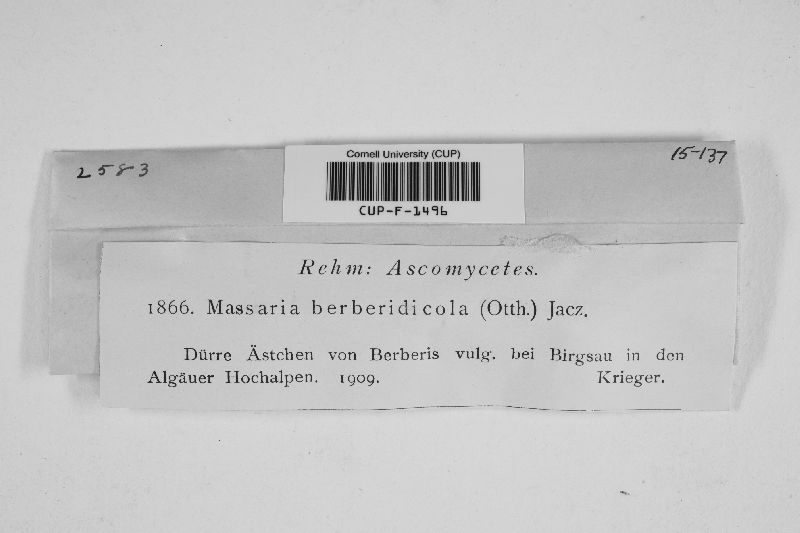 2583
Cornell University (CUP)
15-137
CUP-F-1496
Rehm: Ascomycetes.
1866. Massaria berberidicola (Otth.) Jacz.
Dürre Ästchen von Berberis vulg. bei Birgsau in den
Algäuer Hochalpen. 1909. Krieger.